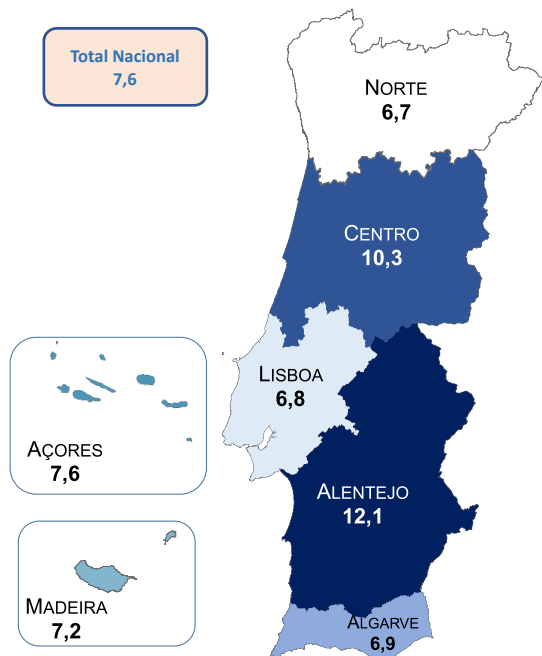 Total Nacional
7,6
NORTE
6,7
CENTRO
10,3
LISBOA
6,8
AÇORES
7,6
ALENTEJO
12,1
MADEIRA
7,2
ALGARVE
6,9